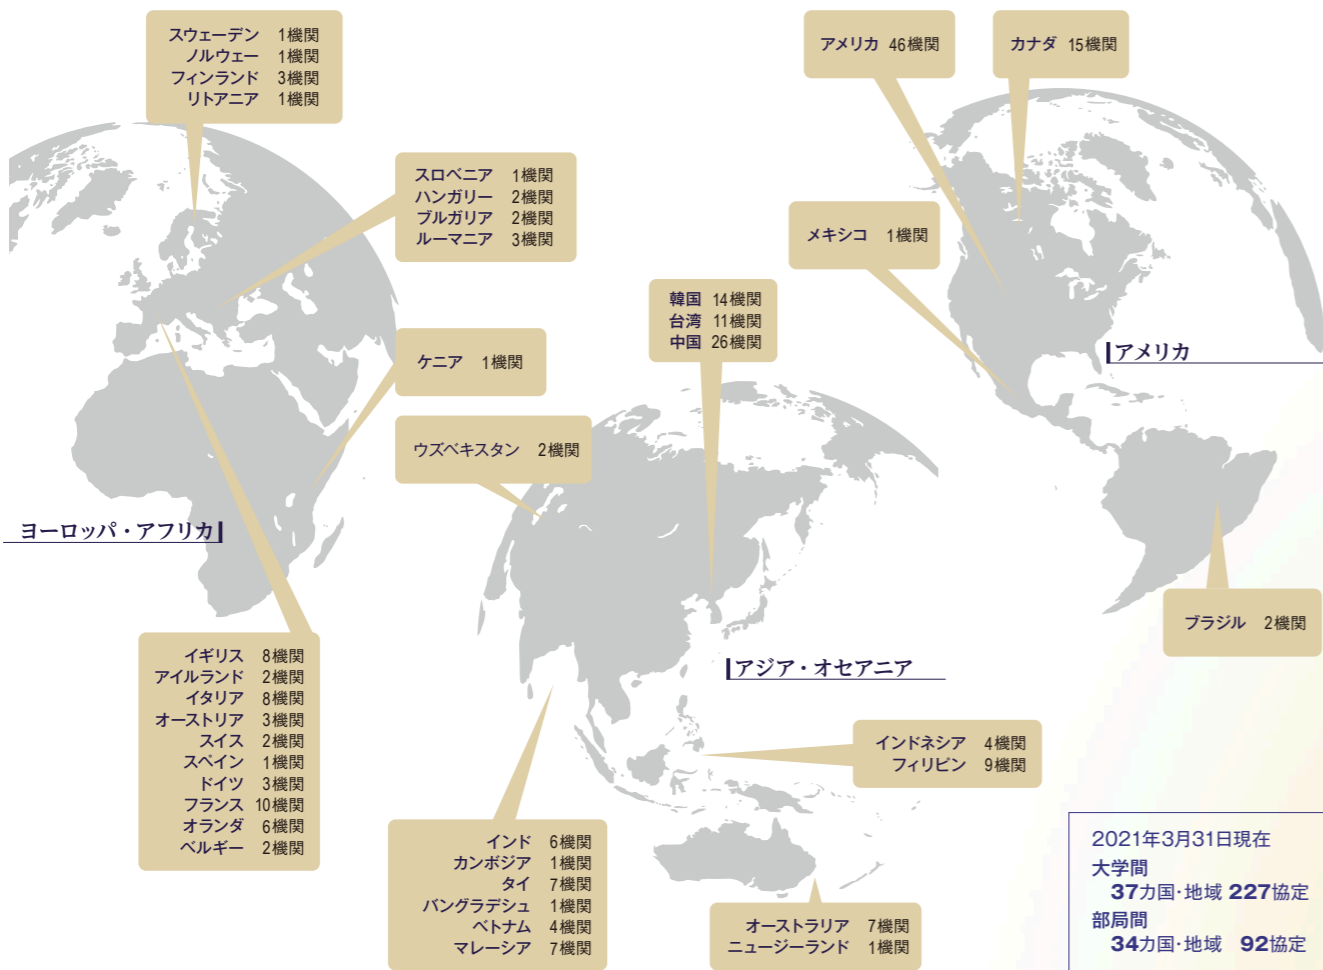 スウェーデン 1機関
ノルウェー 1機関
フィンランド 3機関
リトアニア 1機関
スロベニア 1機関
ハンガリー 2機関
ブルガリア 2機関
ルーマニア 3機関
ケニア 1機関
ヨーロッパ・アフリカ
イギリス 8機関
アイルランド 2機関
イタリア 8機関
オーストリア 3機関
スイス 2機関
スペイン 1機関
ドイツ 3機関
フランス 10機関
オランダ 6機関
ベルギー 2機関
韓国 14機関
台湾 11機関
中国 26機関
ウズベキスタン 2機関
アジア・オセアニア
インドネシア 4機関
フィリピン 9機関
インド 6機関
カンボジア 1機関
タイ 7機関
バングラデシュ 1機関
ベトナム 4機関
マレーシア 7機関
オーストラリア 7機関
ニュージーランド 1機関
アメリカ 46機関
カナダ 15機関
メキシコ 1機関
アメリカ
ブラジル 2機関
2021年3月31日現在
大学間
37カ国・地域 227協定
部局間
34カ国・地域 92協定